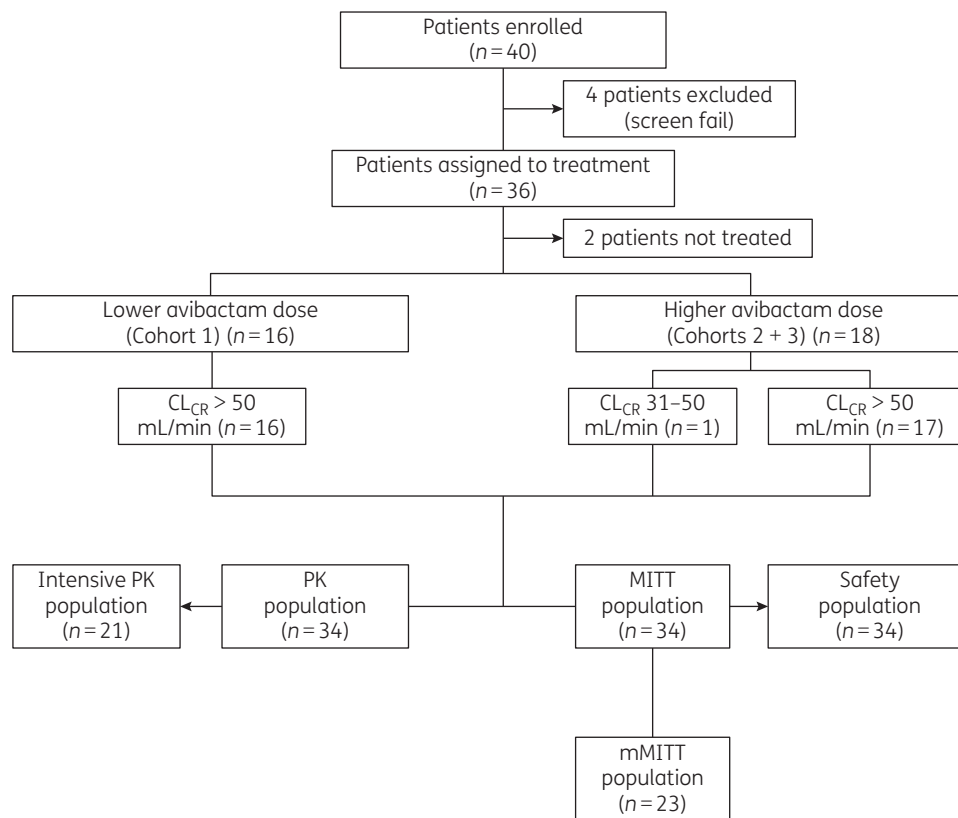 Patients enrolled
(n = 40)
4 patients excluded
(screen fail)
Patients assigned to treatment
(n = 36)
2 patients not treated
Lower avibactam dose
(Cohort 1) (n = 16)
Higher avibactam dose
(Cohorts 2 + 3) (n = 18)
CLCR > 50
mL/min (n = 16)
CLCR 31–50
mL/min (n = 1)
CLCR > 50
mL/min (n = 17)
Intensive PK
population
(n = 21)
PK
population
(n = 34)
MITT
population
(n = 34)
Safety
population
(n = 34)
mMITT
population
(n = 23)